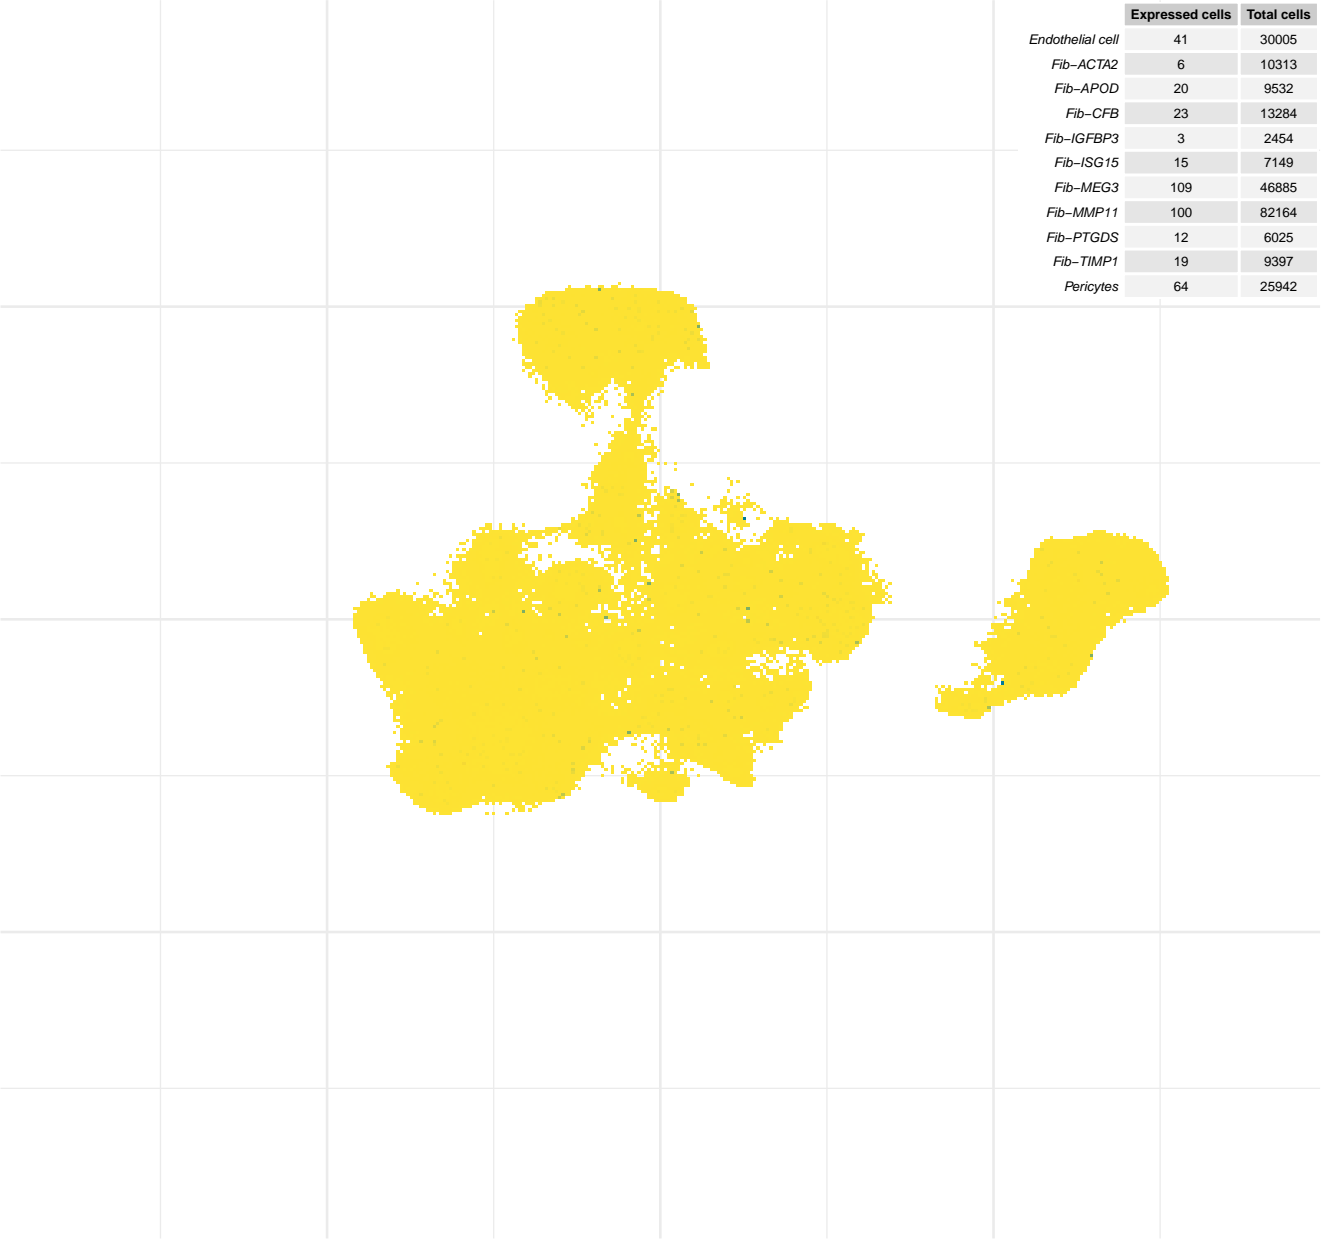 Expressed cells Total cells
Endothelial cell 41 30005
Fib−ACTA2 6 10313
Fib−APOD 20 9532
Fib−CFB 23 13284
Fib−IGFBP3 3 2454
Fib−ISG15 15 7149
Fib−MEG3 109 46885
Fib−MMP11 100 82164
Fib−PTGDS 12 6025
Fib−TIMP1 19 9397
Pericytes 64 25942